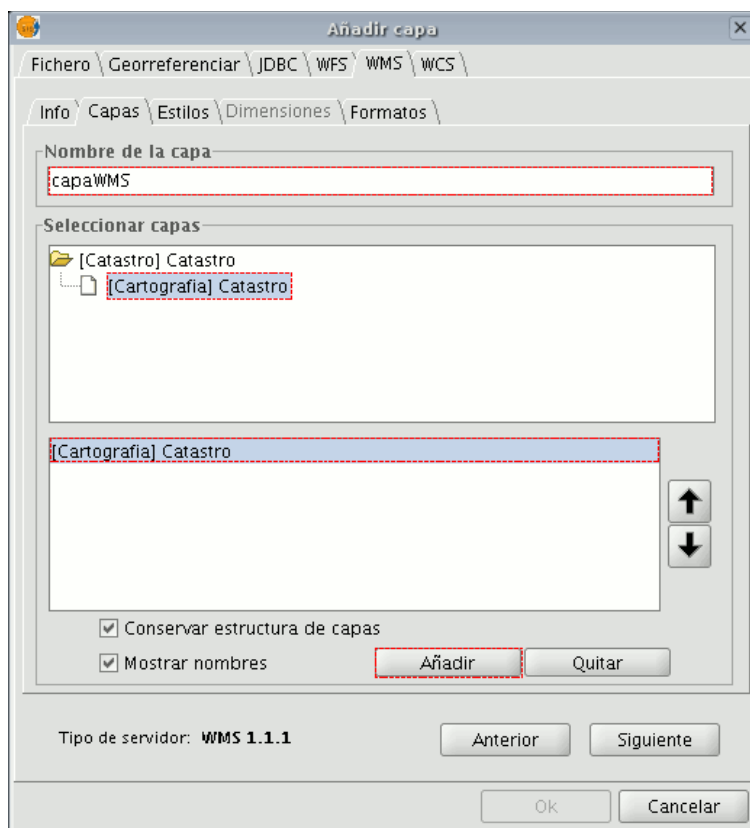 Añadir capa
Fichero Georreferenciar JDBC WFS WMS WCS
Info Capas Estilos Dimensiones Formatos
Nombre de la capa
capaWMS
Seleccionar capas
[Catastro] Catastro
[Cartografia] Catastro
[Cartografia] Catastro
Conservar estructura de capas
Mostrar nombres Añadir Quitar
Tipo de servidor: WMS 1.1.1 Anterior Siguiente
Ok Cancelar